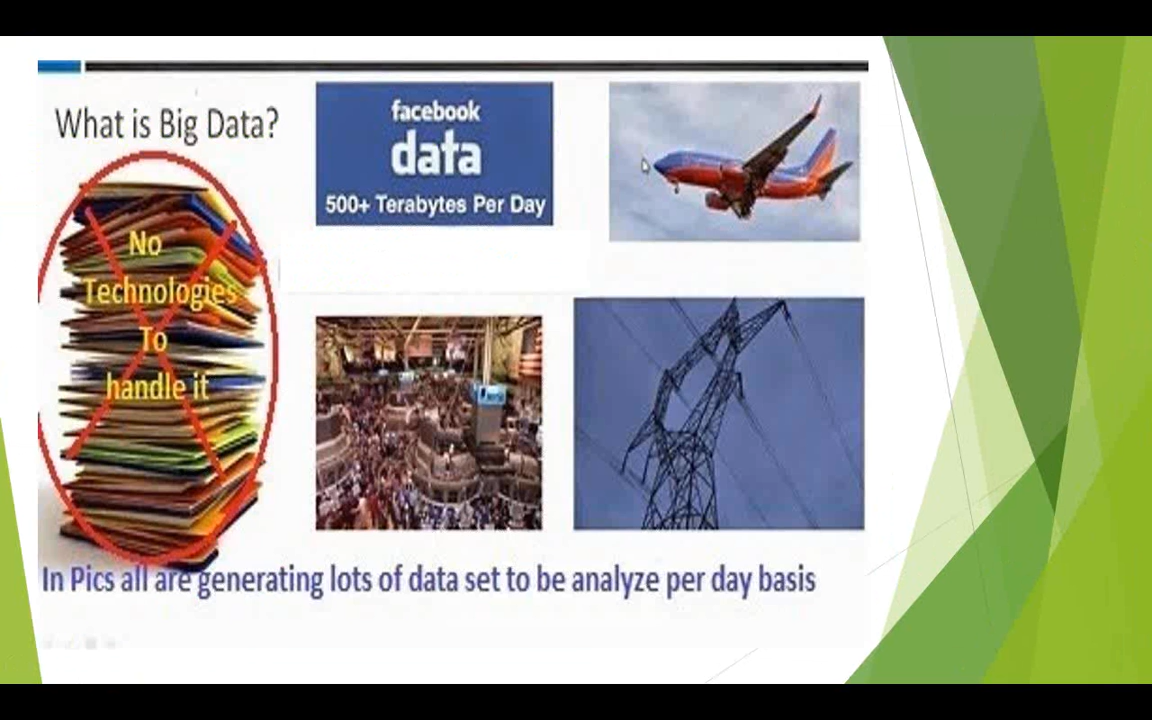 What is Big Data?
facebook
data
500+ Terabytes Per Day
No
Technologies
To
handle it
In Pics all are generating lots of data set to be analyze per day basis